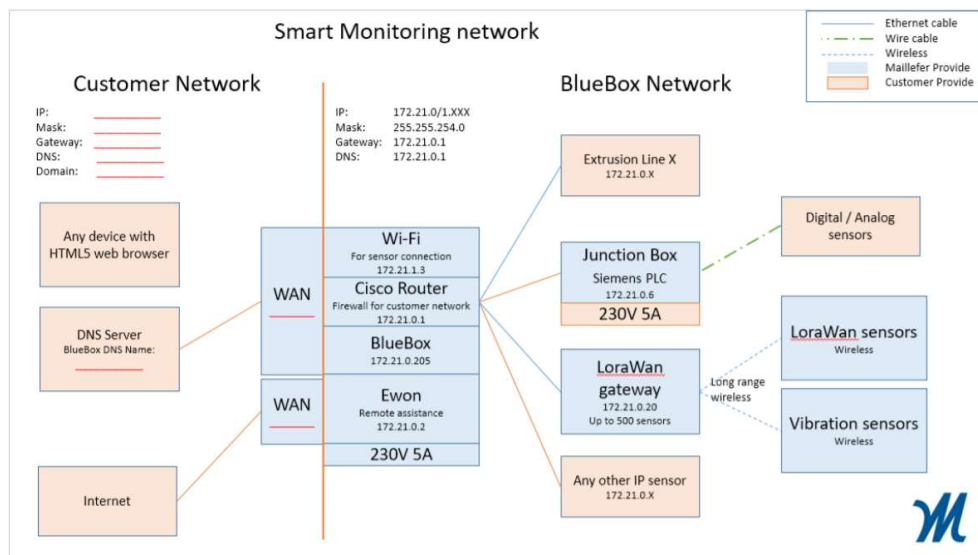 Smart Monitoring network
Ethernet cable
Wire cable
Wireless
Maillefer Provide
Customer Provide
Customer Network
BlueBox Network
IP:
Mask:
Gateway:
DNS:
Domain:
IP: 172.21.0/1.XXX
Mask: 255.255.254.0
Gateway: 172.21.0.1
DNS: 172.21.0.1
Any device with
HTML5 web browser
DNS Server
BlueBox DNS Name:
Internet
WAN
WAN
Wi-Fi
For sensor connection
172.21.1.3
Cisco Router
Firewall for customer network
172.21.0.1
BlueBox
172.21.0.205
Ewon
Remote assistance
172.21.0.2
230V 5A
Extrusion Line X
172.21.0.X
Junction Box
Siemens PLC
172.21.0.6
230V 5A
LoraWan
gateway
172.21.0.20
Up to 500 sensors
Any other IP sensor
172.21.0.X
Long range
wireless
Digital / Analog
sensors
LoraWan sensors
Wireless
Vibration sensors
Wireless
M